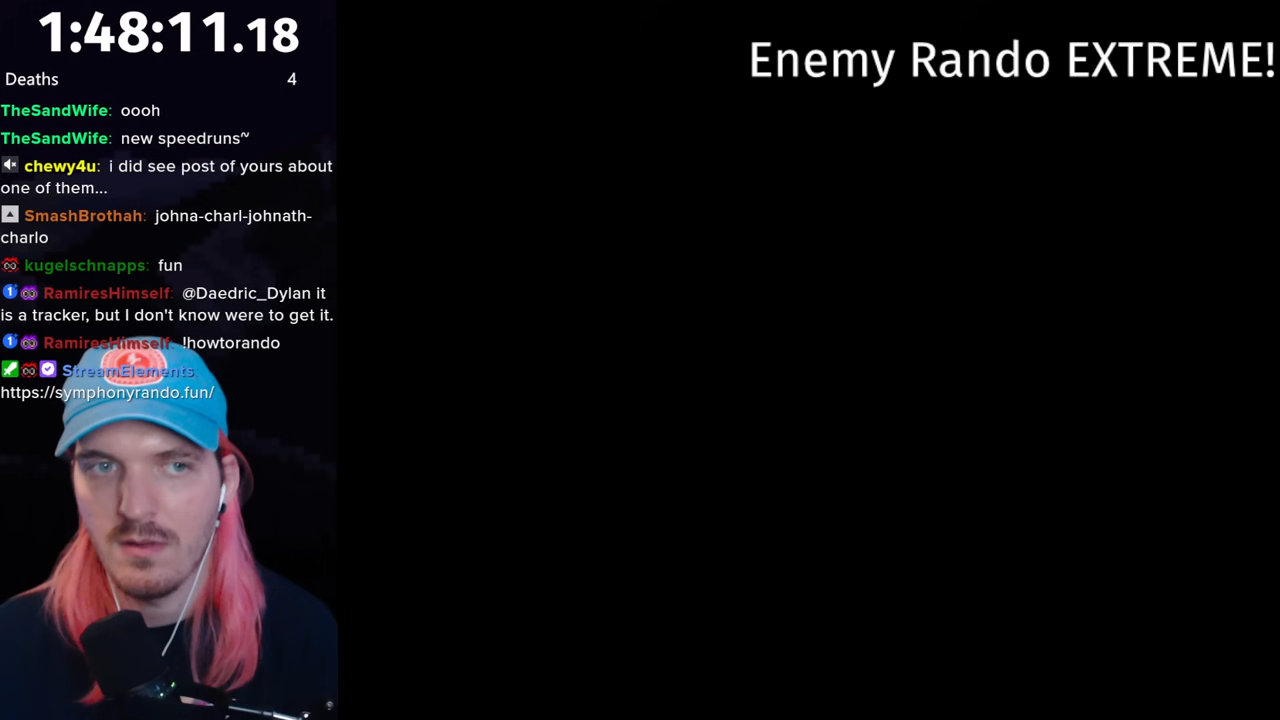 1:48:11.18
Enemy Rando EXTREME!
Deaths 4
TheSandWife: oooh
TheSandWife: new speedruns~
chewy4u: i did see post of yours about
one of them...
SmashBrothah: johna-charl-johnath-
charlo
kugelschnapps: fun
RamiresHimself: @Daedric_Dylan it
is a tracker, but I don't know were to get it.
RamiresHimself: !howtorando
StreamElements:
https://symphonyrando.fun/